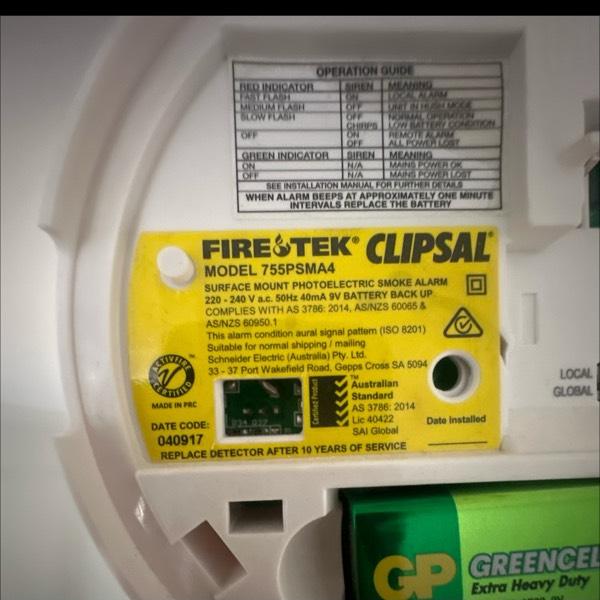 OPERATION GUIDE
RED INDICATOR SIREN MEANING
FAST FLASH ON LOCAL ALARM
MEDIUM FLASH OFF UNIT IN HUSH MODE
SLOW FLASH OFF NORMAL OPERATION
CHIRPS LOW BATTERY CONDITION
OFF ON REMOTE ALARM
OFF ALL POWER LOST
GREEN INDICATOR SIREN MEANING
ON N/A MAINS POWER OK
OFF N/A MAINS POWER LOST
SEE INSTALLATION MANUAL FOR FURTHER DETAILS
WHEN ALARM BEEPS AT APPROXIMATELY ONE MINUTE
INTERVALS REPLACE THE BATTERY
FIRETEK® CLIPSAL®
MODEL 755PSMA4
SURFACE MOUNT PHOTOELECTRIC SMOKE ALARM
220 - 240 V a.c. 50Hz 40mA 9V BATTERY BACK UP
COMPLIES WITH AS 3786: 2014, AS/NZS 60065 &
AS/NZS 60950.1
This alarm condition aural signal pattern (ISO 8201)
Suitable for normal shipping / mailing
Schneider Electric (Australia) Pty. Ltd.
33 - 37 Port Wakefield Road, Gepps Cross SA 5094
ACTIVFIRE CERTIFIED
MADE IN PRC
Certified Product
™
Australian
Standard
AS 3786: 2014
Lic 40422
SAI Global
DATE CODE:
040917
Date installed
REPLACE DETECTOR AFTER 10 YEARS OF SERVICE
LOCAL
GLOBAL
GP GREENCEL
Extra Heavy Duty